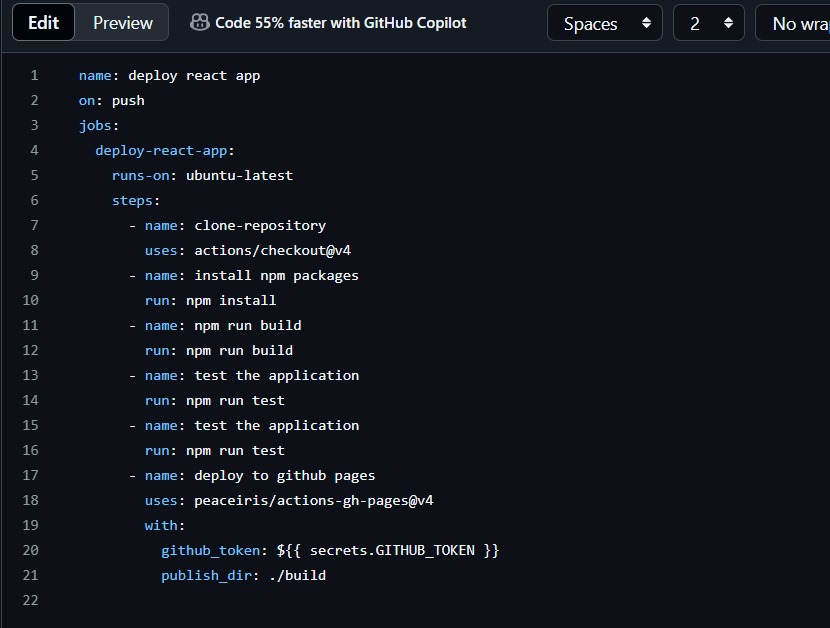 Edit Preview Code 55% faster with GitHub Copilot Spaces 2 No wrap
1 name: deploy react app
2 on: push
3 jobs:
4 deploy-react-app:
5 runs-on: ubuntu-latest
6 steps:
7 - name: clone-repository
8 uses: actions/checkout@v4
9 - name: install npm packages
10 run: npm install
11 - name: npm run build
12 run: npm run build
13 - name: test the application
14 run: npm run test
15 - name: test the application
16 run: npm run test
17 - name: deploy to github pages
18 uses: peaceiris/actions-gh-pages@v4
19 with:
20 github_token: ${{ secrets.GITHUB_TOKEN }}
21 publish_dir: ./build
22